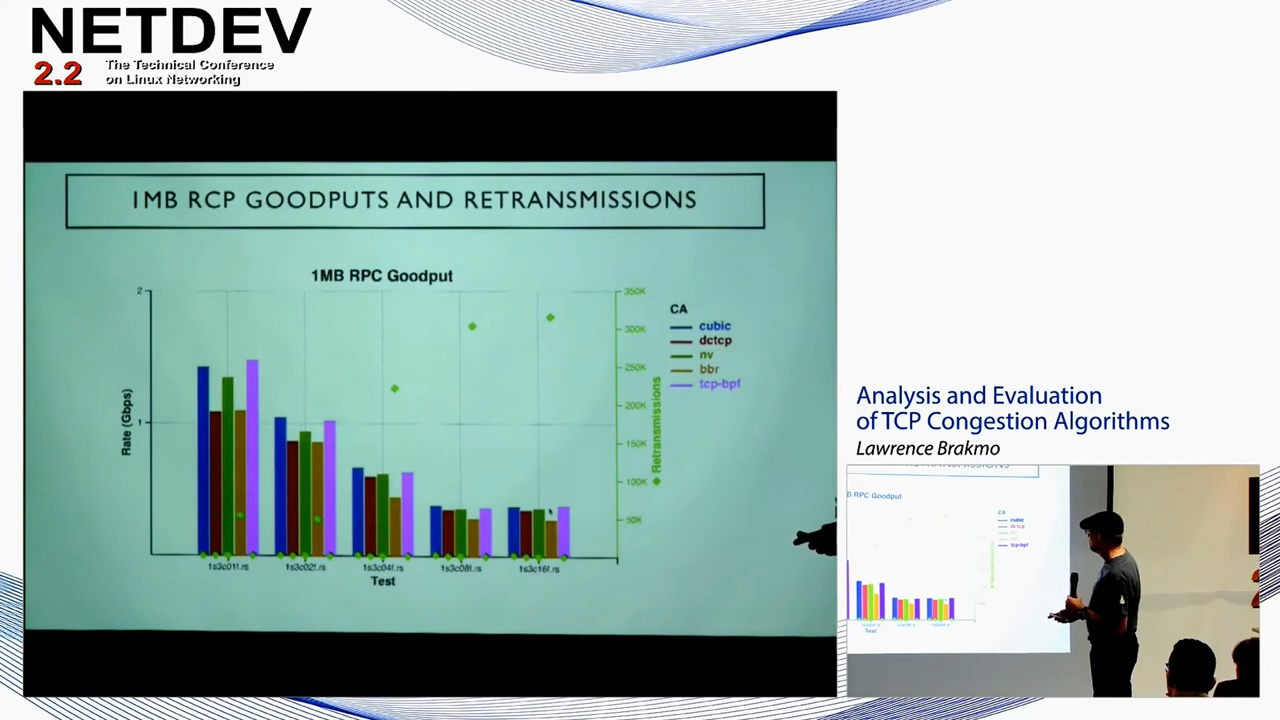 NETDEV
2.2
The Technical Conference
on Linux Networking
1MB RCP GOODPUTS AND RETRANSMISSIONS
1MB RPC Goodput
2
1
Rate (Gbps)
350K
300K
250K
200K
150K
100K
50K
Retransmissions
CA
cubic
dctcp
nv
bbr
tcp-bpf
1s3c01f.rs
1s3c02f.rs
1s3c04f.rs
1s3c08f.rs
1s3c16f.rs
Test
Analysis and Evaluation
of TCP Congestion Algorithms
Lawrence Brakmo
B RPC Goodput
CA
cubic
dctcp
tcp-bpf
Test